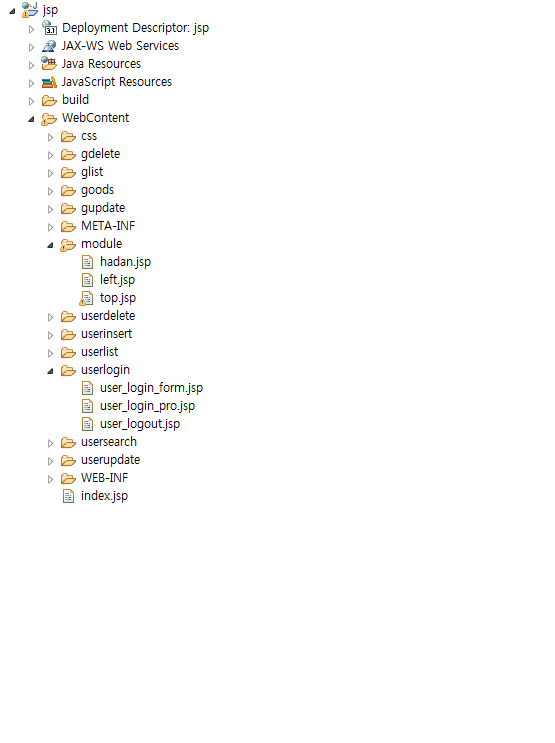 jsp
Deployment Descriptor: jsp
3.1
JAX-WS Web Services
Java Resources
JavaScript Resources
build
WebContent
css
gdelete
glist
goods
gupdate
META-INF
module
hadan.jsp
left.jsp
top.jsp
userdelete
userinsert
userlist
userlogin
user_login_form.jsp
user_login_pro.jsp
user_logout.jsp
usersearch
userupdate
WEB-INF
index.jsp